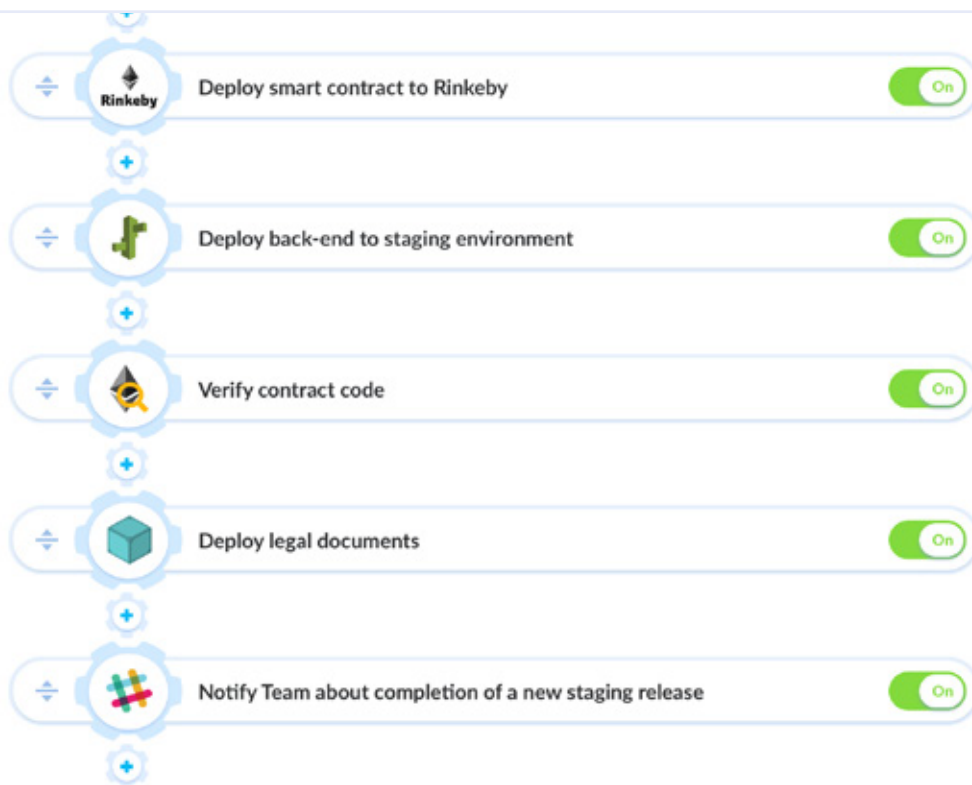 Rinkeby
Deploy smart contract to Rinkeby
On
Deploy back-end to staging environment
On
Verify contract code
On
Deploy legal documents
On
Notify Team about completion of a new staging release
On